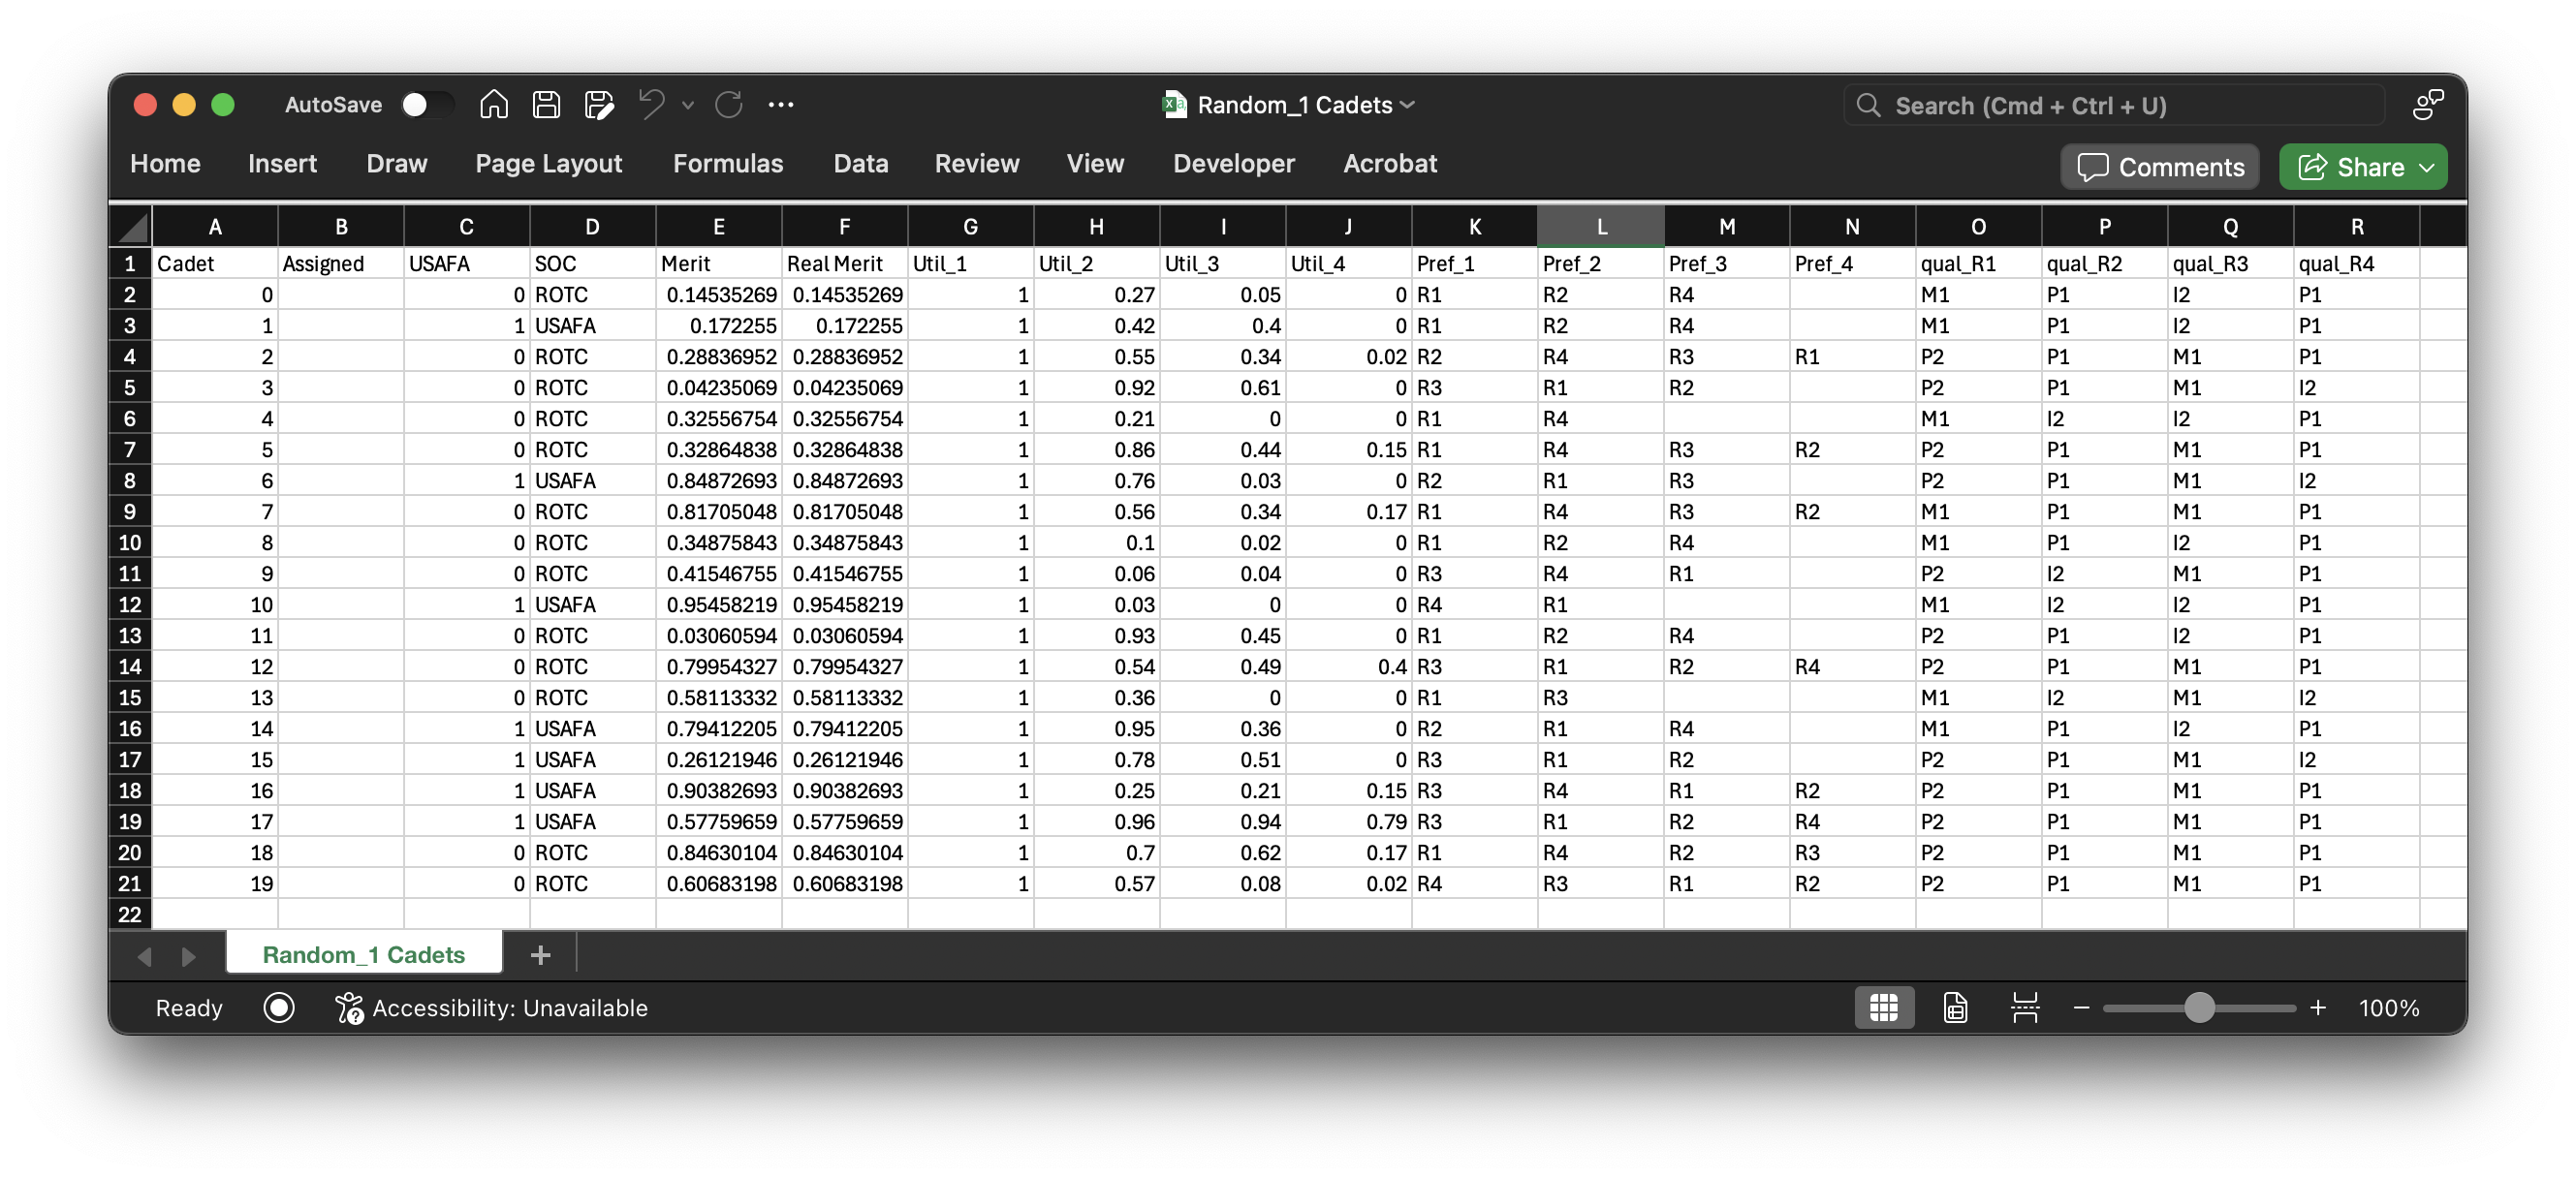 AutoSave Random_1 Cadets Search (Cmd + Ctrl + U)
Home Insert Draw Page Layout Formulas Data Review View Developer Acrobat Comments Share
A B C D E F G H I J K L M N O P Q R
1 Cadet Assigned USAFA SOC Merit Real Merit Util_1 Util_2 Util_3 Util_4 Pref_1 Pref_2 Pref_3 Pref_4 qual_R1 qual_R2 qual_R3 qual_R4
2 0 0 ROTC 0.14535269 0.14535269 1 0.27 0.05 0 R1 R2 R4 M1 P1 I2 P1
3 1 1 USAFA 0.172255 0.172255 1 0.42 0.4 0 R1 R2 R4 M1 P1 I2 P1
4 2 0 ROTC 0.28836952 0.28836952 1 0.55 0.34 0.02 R2 R4 R3 R1 P2 P1 M1 P1
5 3 0 ROTC 0.04235069 0.04235069 1 0.92 0.61 0 R3 R1 R2 P2 P1 M1 I2
6 4 0 ROTC 0.32556754 0.32556754 1 0.21 0 0 R1 R4 M1 I2 I2 P1
7 5 0 ROTC 0.32864838 0.32864838 1 0.86 0.44 0.15 R1 R4 R3 R2 P2 P1 M1 P1
8 6 1 USAFA 0.84872693 0.84872693 1 0.76 0.03 0 R2 R1 R3 P2 P1 M1 I2
9 7 0 ROTC 0.81705048 0.81705048 1 0.56 0.34 0.17 R1 R4 R3 R2 M1 P1 M1 P1
10 8 0 ROTC 0.34875843 0.34875843 1 0.1 0.02 0 R1 R2 R4 M1 P1 I2 P1
11 9 0 ROTC 0.41546755 0.41546755 1 0.06 0.04 0 R3 R4 R1 P2 I2 M1 P1
12 10 1 USAFA 0.95458219 0.95458219 1 0.03 0 0 R4 R1 M1 I2 I2 P1
13 11 0 ROTC 0.03060594 0.03060594 1 0.93 0.45 0 R1 R2 R4 P2 P1 I2 P1
14 12 0 ROTC 0.79954327 0.79954327 1 0.54 0.49 0.4 R3 R1 R2 R4 P2 P1 M1 P1
15 13 0 ROTC 0.58113332 0.58113332 1 0.36 0 0 R1 R3 M1 I2 M1 I2
16 14 1 USAFA 0.79412205 0.79412205 1 0.95 0.36 0 R2 R1 R4 M1 P1 I2 P1
17 15 1 USAFA 0.26121946 0.26121946 1 0.78 0.51 0 R3 R1 R2 P2 P1 M1 I2
18 16 1 USAFA 0.90382693 0.90382693 1 0.25 0.21 0.15 R3 R4 R1 R2 P2 P1 M1 P1
19 17 1 USAFA 0.57759659 0.57759659 1 0.96 0.94 0.79 R3 R1 R2 R4 P2 P1 M1 P1
20 18 0 ROTC 0.84630104 0.84630104 1 0.7 0.62 0.17 R1 R4 R2 R3 P2 P1 M1 P1
21 19 0 ROTC 0.60683198 0.60683198 1 0.57 0.08 0.02 R4 R3 R1 R2 P2 P1 M1 P1
22
Random_1 Cadets +
Ready Accessibility: Unavailable − + 100%